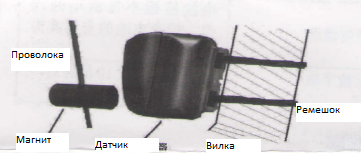 Проволока
Ремешок
Магнит
Датчик
Вилка